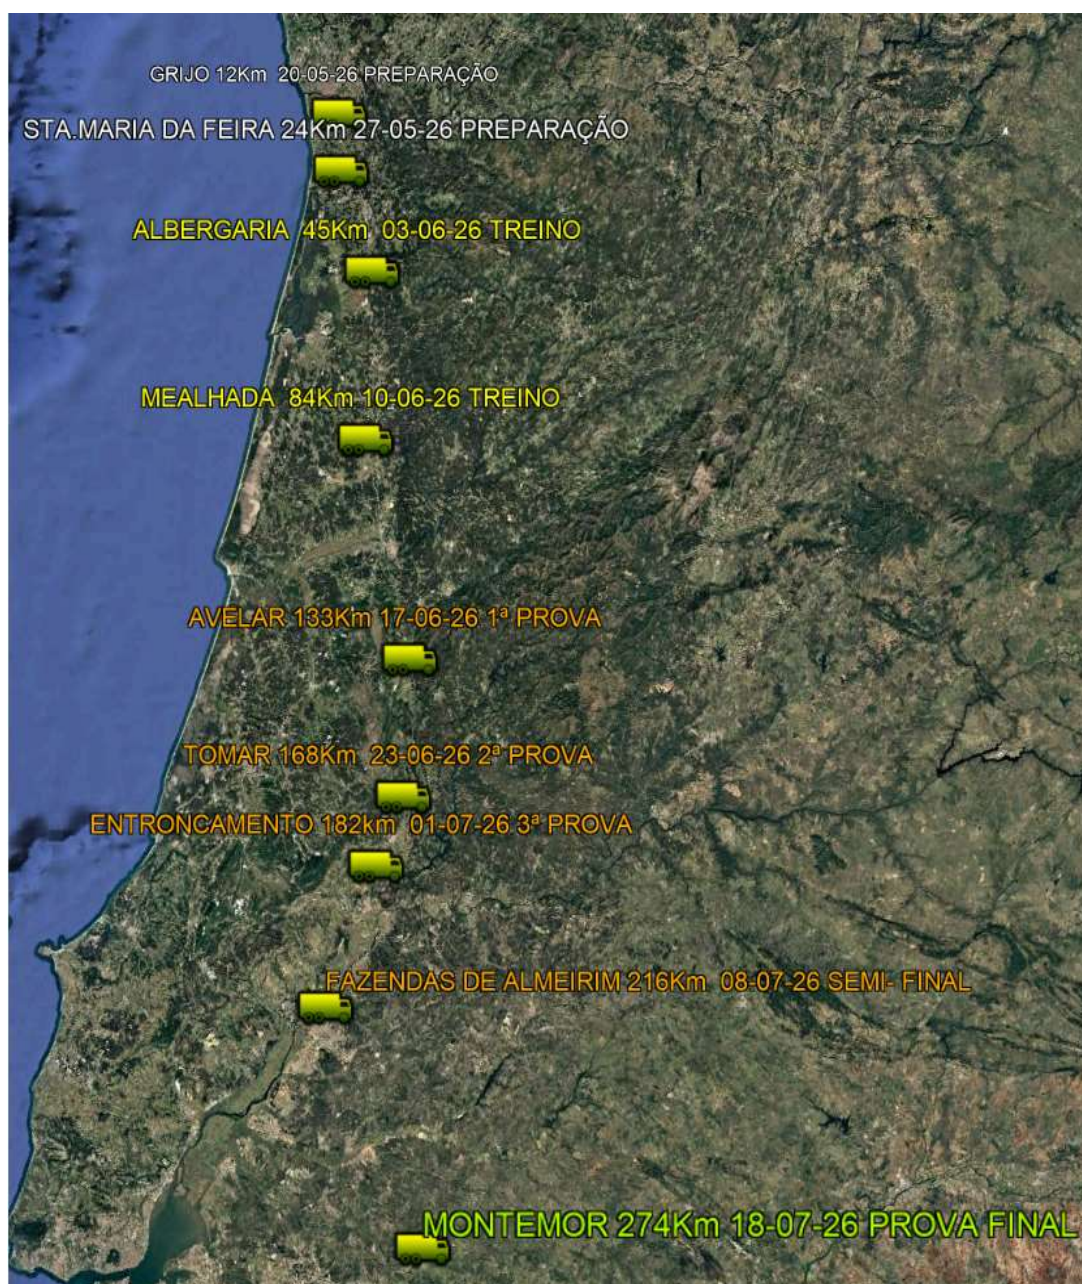 GRIJO 12Km 20-05-26 PREPARAÇÃO
STA.MARIA DA FEIRA 24Km 27-05-26 PREPARAÇÃO
ALBERGARIA 45Km 03-06-26 TREINO
MEALHADA 84Km 10-06-26 TREINO
AVELAR 133Km 17-06-26 1ª PROVA
TOMAR 168Km 23-06-26 2ª PROVA
ENTRONCAMENTO 182km 01-07-26 3ª PROVA
FAZENDAS DE ALMEIRIM 216Km 08-07-26 SEMI- FINAL
MONTEMOR 274Km 18-07-26 PROVA FINAL